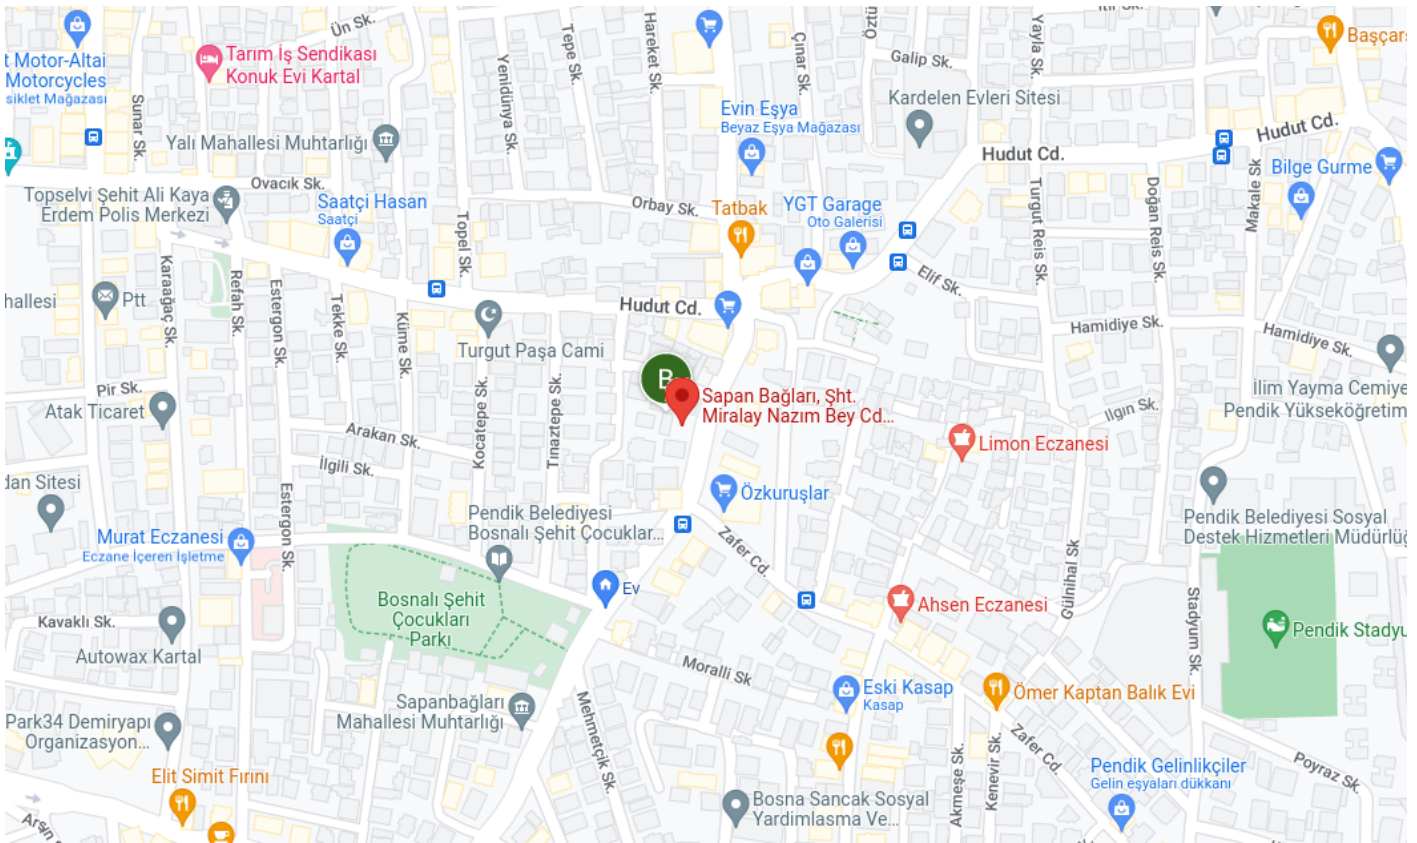 Ün Sk.
Tepe Sk.
Hareket Sk.
Çınar Sk.
Yayla Sk.
Başçar
t Motor-Altai
Motorcycles
siklet Mağazası
Tarım İş Sendikası
Konuk Evi Kartal
Galip Sk.
Yenidünya Sk.
Sunar Sk.
Evin Eşya
Beyaz Eşya Mağazası
Kardelen Evleri Sitesi
Hudut Cd.
Yalı Mahallesi Muhtarlığı
Hudut Cd.
Bilge Gurme
Ovacık Sk.
Topselvi Şehit Ali Kaya
Erdem Polis Merkezi
Saatçi Hasan
Saatçi
Topel Sk.
Orbay Sk.
Tatbak
YGT Garage
Oto Galerisi
Turgut Reis Sk.
Doğan Reis Sk.
Makale Sk
Karaağaç Sk.
Refah Sk.
Estergon Sk.
Tekke Sk.
Küme Sk.
Elif Sk.
hallesi
Ptt
Hudut Cd.
Hamidiye Sk.
Hamidiye Sk.
Turgut Paşa Cami
Pir Sk.
Atak Ticaret
Kocatepe Sk.
Tınaztepe Sk.
B
Sapan Bağları, Şht.
Miralay Nazım Bey Cd...
Ilgın Sk.
İlim Yayma Cemiye
Pendik Yükseköğretim
Arakan Sk.
İlgili Sk.
Limon Eczanesi
dan Sitesi
Estergon Sk.
Özkuruşlar
Pendik Belediyesi
Bosnalı Şehit Çocuklar...
Pendik Belediyesi Sosyal
Destek Hizmetleri Müdürlüğ
Murat Eczanesi
Eczane İçeren İşletme
Zafer Cd.
Ev
Gülnihal Sk
Bosnalı Şehit
Çocukları
Parkı
Ahsen Eczanesi
Stadyum Sk.
Pendik Stadyu
Kavaklı Sk.
Autowax Kartal
Moralli Sk
Eski Kasap
Kasap
Ömer Kaptan Balık Evi
Sapanbağları
Mahallesi Muhtarlığı
Mehmetçik Sk.
Park34 Demiryapı
Organizasyon...
Zafer Cd.
Elit Simit Fırını
Akmeşe Sk.
Kenevir Sk.
Pendik Gelinlikçiler
Gelin eşyaları dükkanı
Poyraz Sk.
Bosna Sancak Sosyal
Yardımlasma Ve...